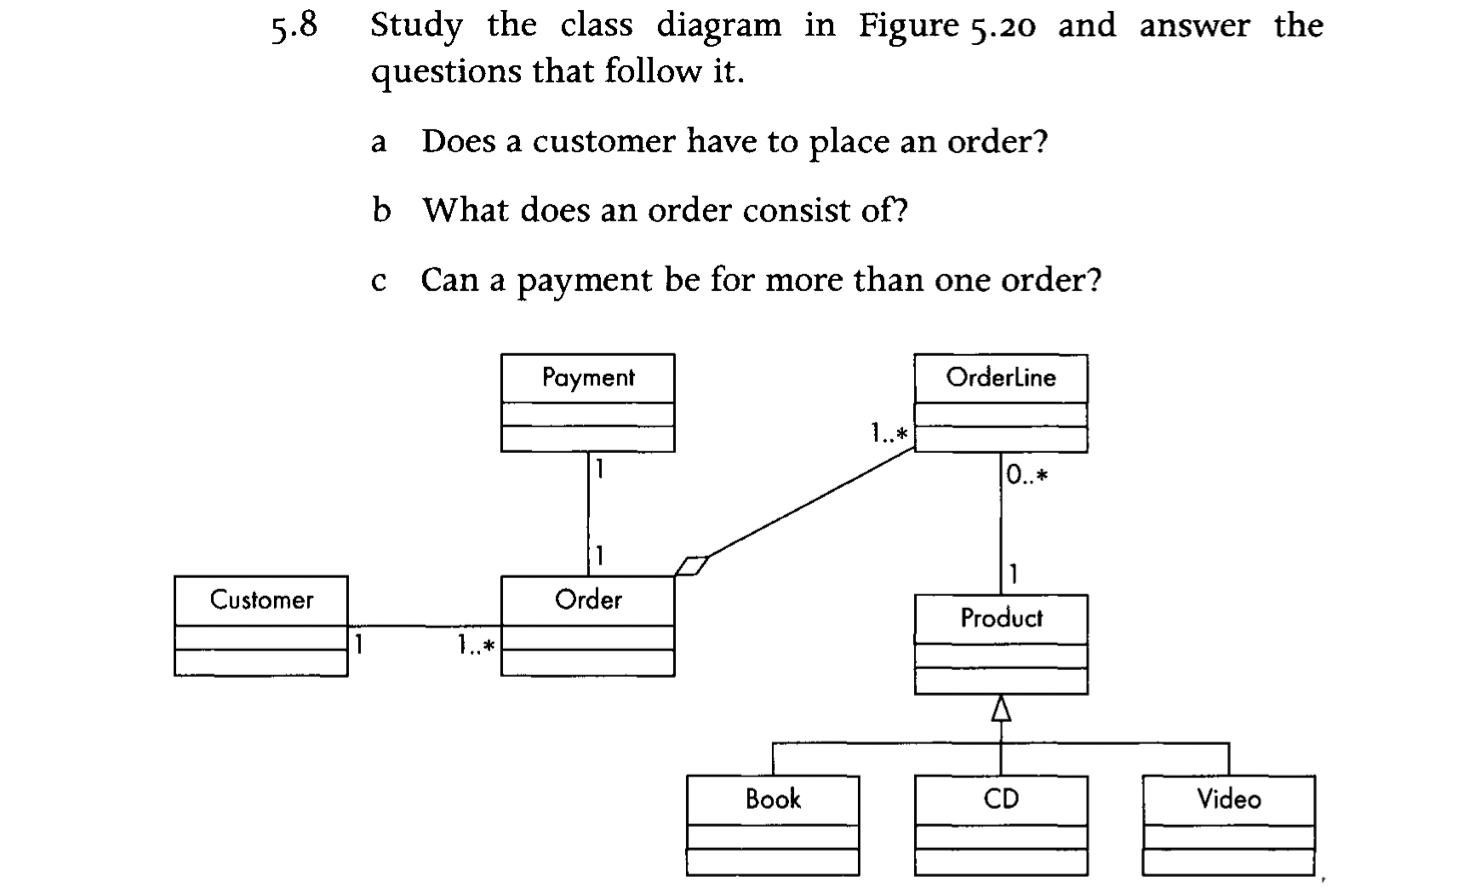 5.8 Study the class diagram in Figure 5.20 and answer the
questions that follow it.
a Does a customer have to place an order?
b What does an order consist of?
c Can a payment be for more than one order?
Payment
OrderLine
1..*
1
0..*
1
1
Customer
Order
Product
1
1..*
Book
CD
Video